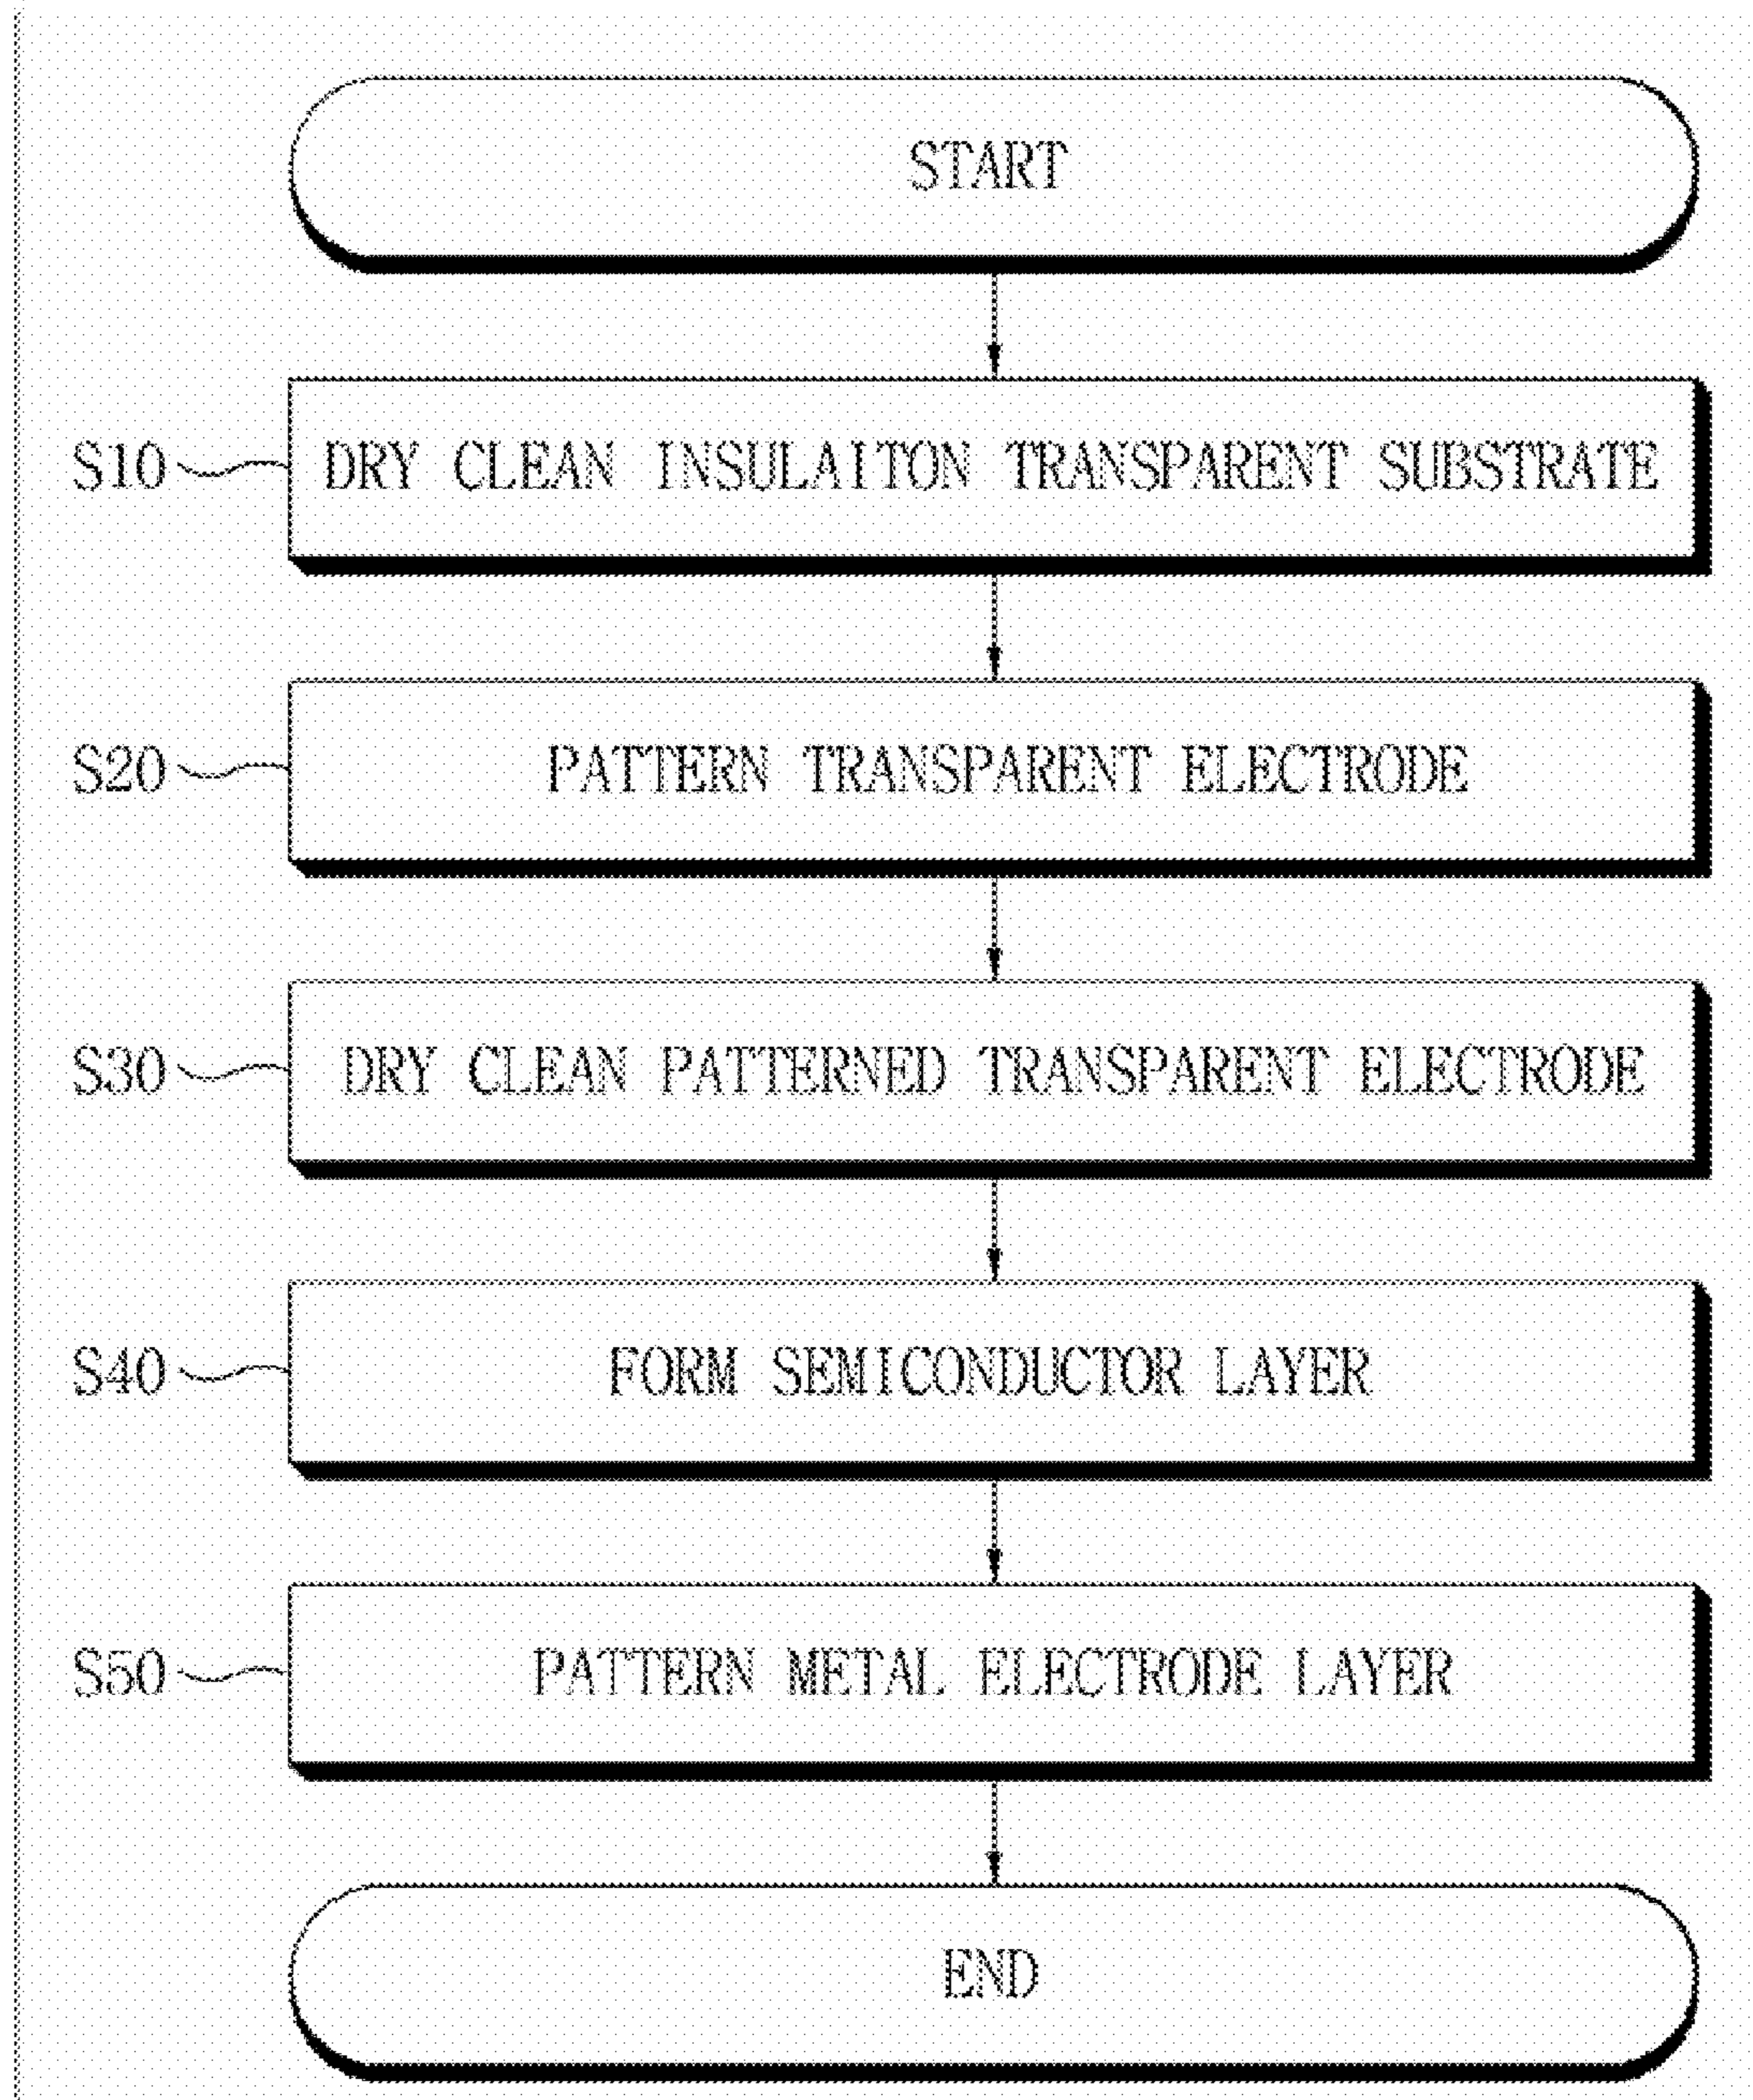 START
S10 DRY CLEAN INSULAITON TRANSPARENT SUBSTRATE
S20 PATTERN TRANSPARENT ELECTRODE
S30 DRY CLEAN PATTERNED TRANSPARENT ELECTRODE
S40 FORM SEMICONDUCTOR LAYER
S50 PATTERN METAL ELECTRODE LAYER
END